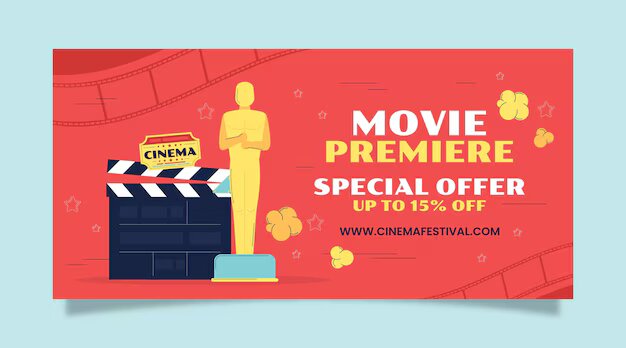 CINEMA
MOVIE
PREMIERE
SPECIAL OFFER
UP TO 15% OFF
WWW.CINEMAFESTIVAL.COM